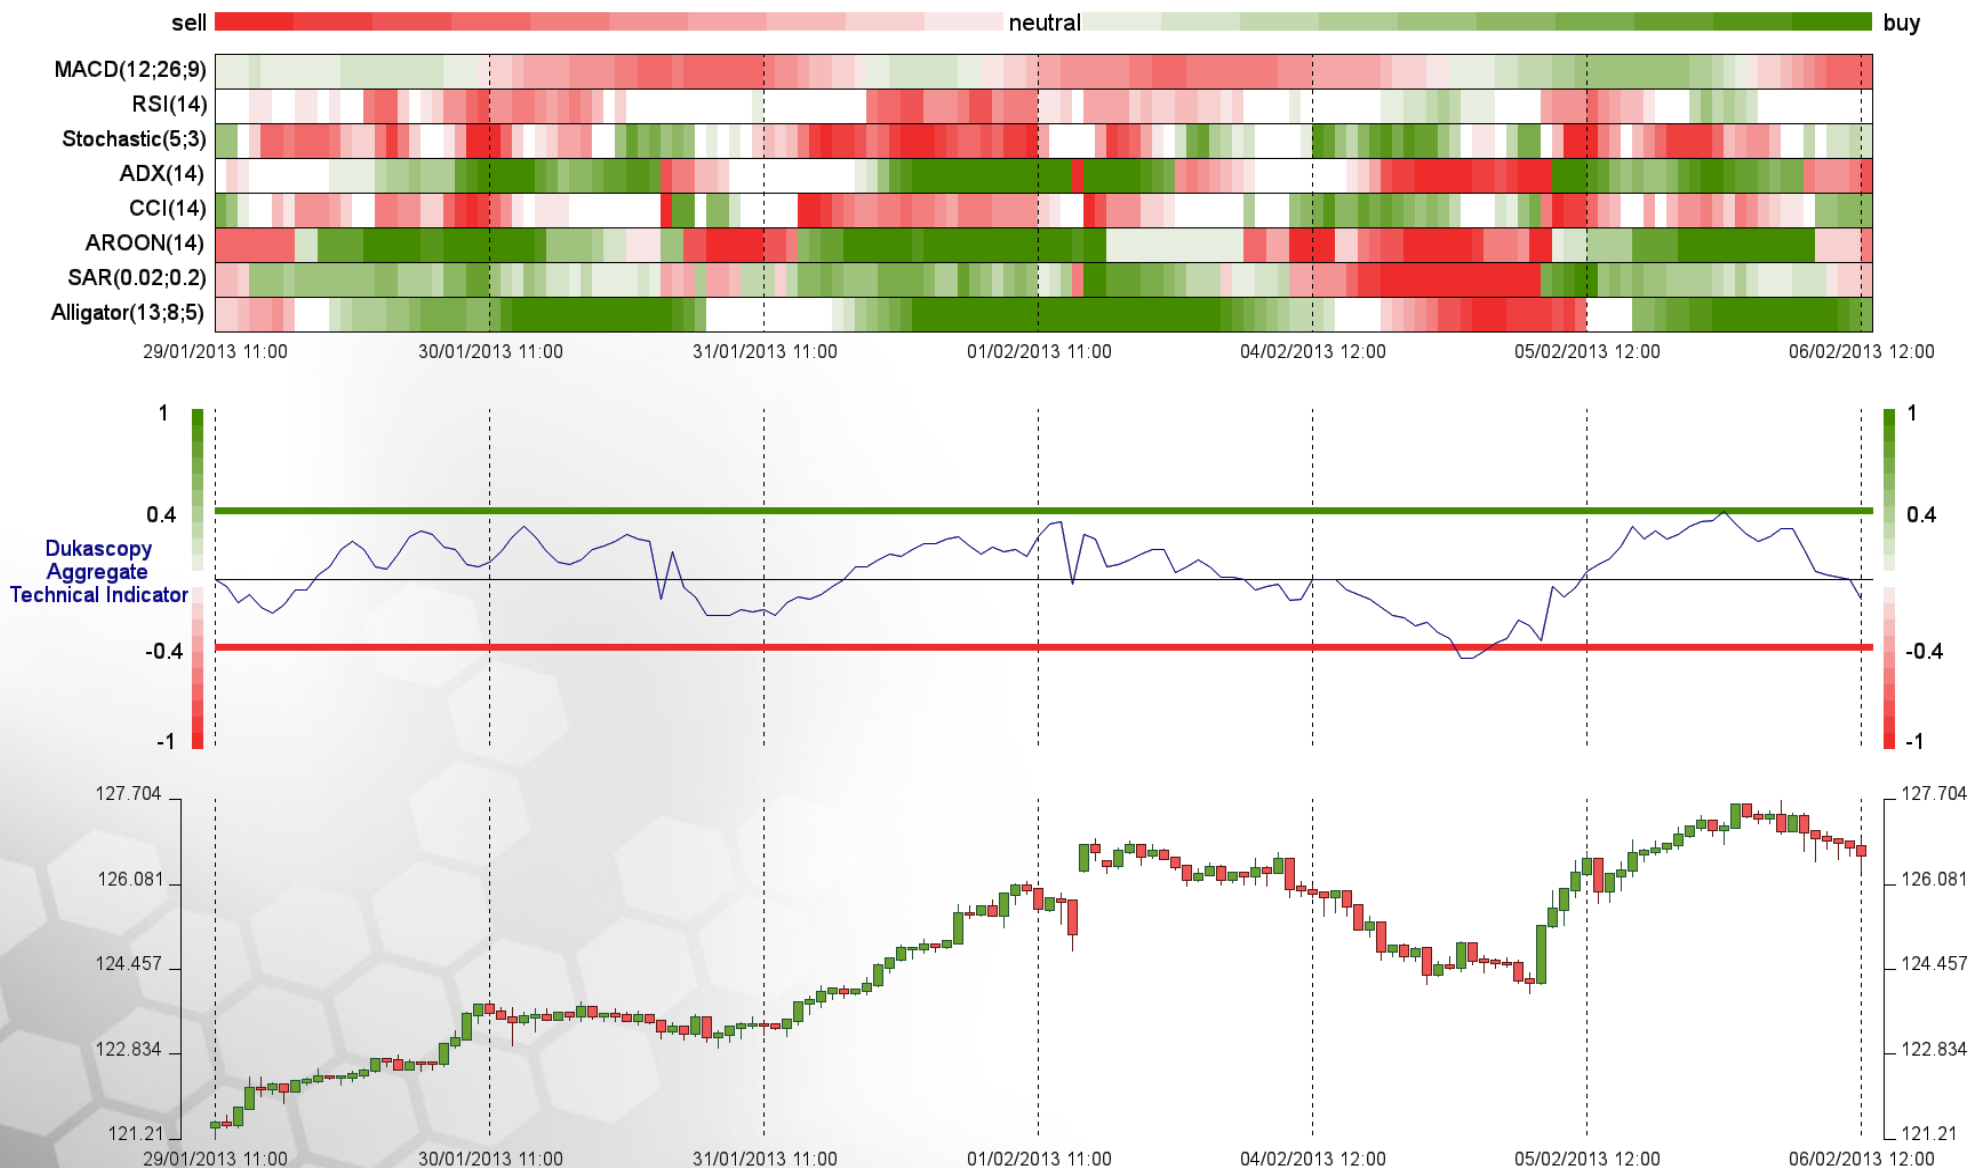 sell neutral buy
MACD(12;26;9)
RSI(14)
Stochastic(5;3)
ADX(14)
CCI(14)
AROON(14)
SAR(0.02;0.2)
Alligator(13;8;5)
29/01/2013 11:00 30/01/2013 11:00 31/01/2013 11:00 01/02/2013 11:00 04/02/2013 12:00 05/02/2013 12:00 06/02/2013 12:00
1 1
0.4 0.4
Dukascopy
Aggregate
Technical Indicator
-0.4 -0.4
-1 -1
127.704 127.704
126.081 126.081
124.457 124.457
122.834 122.834
121.21 121.21
29/01/2013 11:00 30/01/2013 11:00 31/01/2013 11:00 01/02/2013 11:00 04/02/2013 12:00 05/02/2013 12:00 06/02/2013 12:00